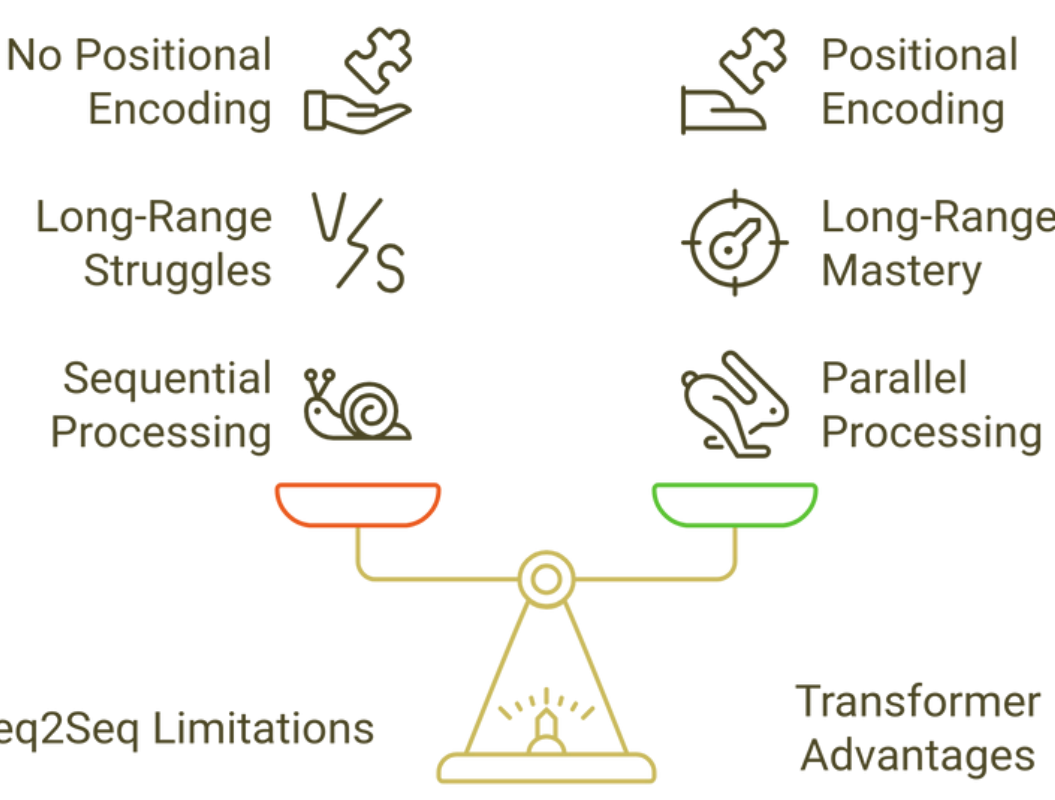 No Positional
Encoding
Positional
Encoding
Long-Range
Struggles
V/S
Long-Range
Mastery
Sequential
Processing
Parallel
Processing
eq2Seq Limitations
Transformer
Advantages